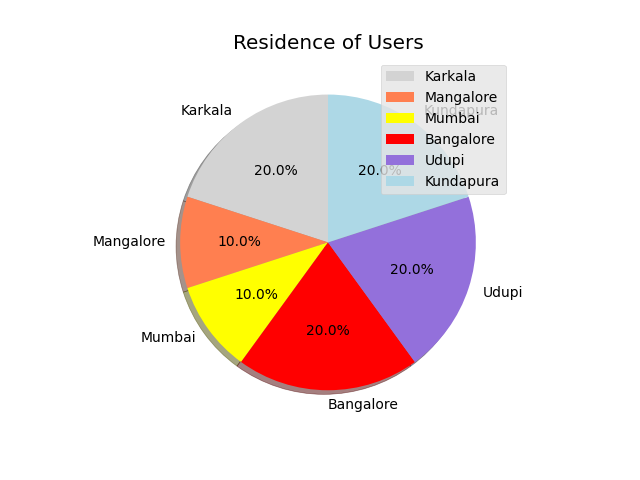 Residence of Users
Karkala
Mangalore
Mumbai
Bangalore
Udupi
Kundapura
Karkala
Kundapura
20.0%
20.0%
Mangalore
10.0%
20.0%
Udupi
10.0%
20.0%
Mumbai
Bangalore